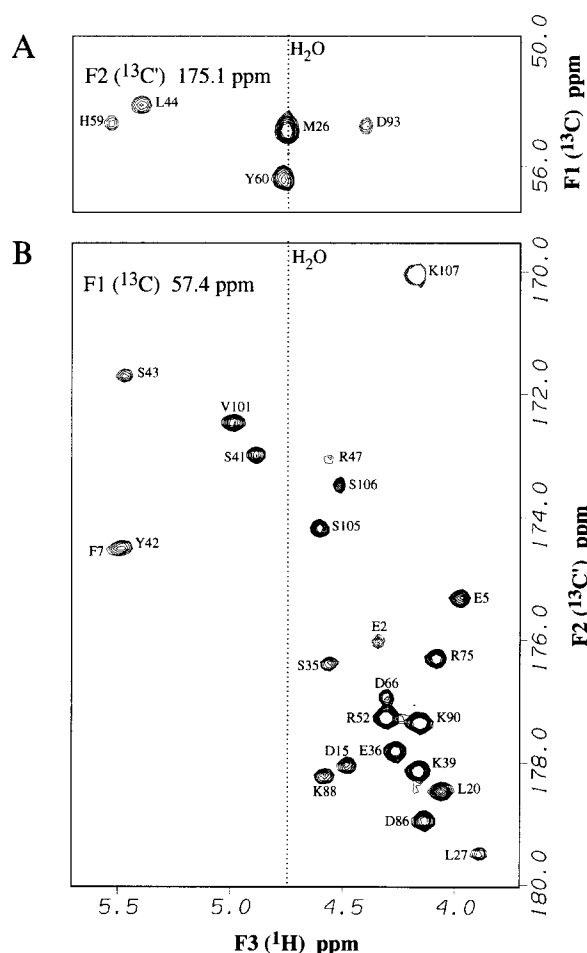 A
F2 (¹³C') 175.1 ppm
H₂O
50.0
L44
H59
M26
D93
Y60
56.0
F1 (¹³C) ppm
B
F1 (¹³C) 57.4 ppm
H₂O
170.0
K107
S43
172.0
V101
S41
R47
S106
174.0
S105
F7
Y42
E5
E2
176.0
S35
R75
D66
R52
K90
D15
E36
K39
178.0
K88
L20
D86
L27
180.0
F2 (¹³C') ppm
5.5 5.0 4.5 4.0
F3 (¹H) ppm